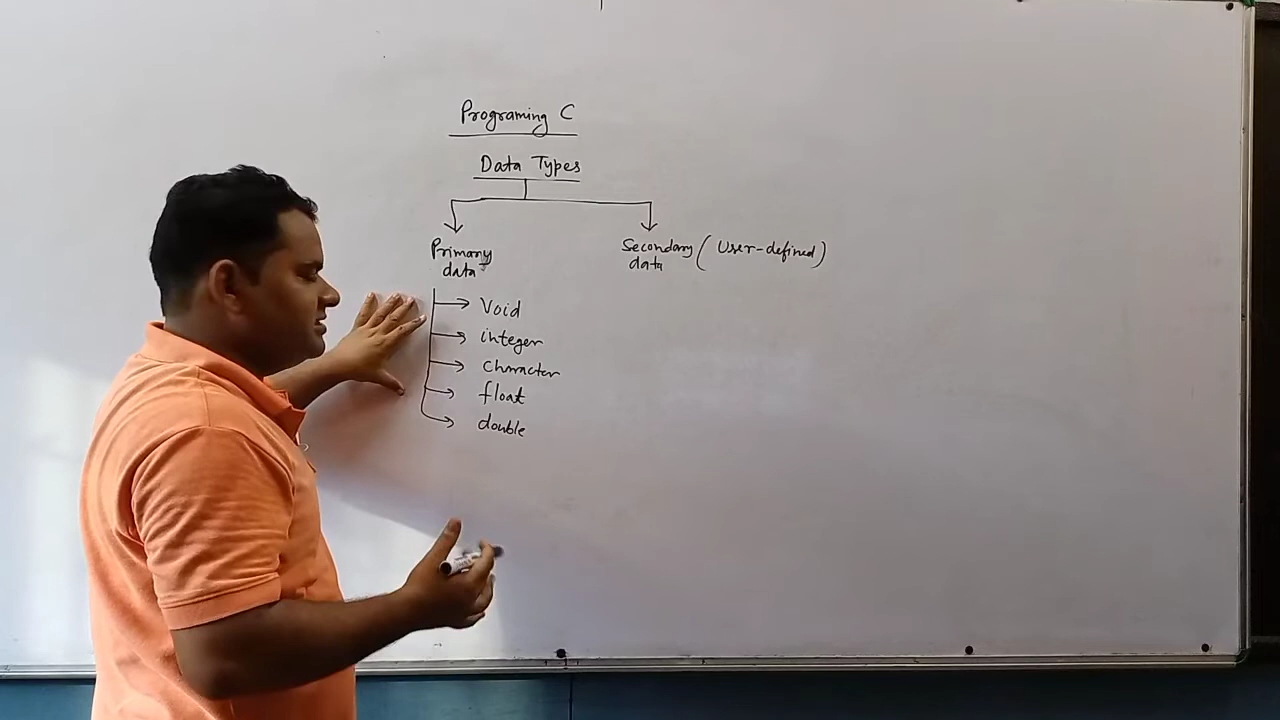 Programing C
Data Types
Primary
data
Secondary (User-defined)
data
Void
integer
Character
float
double